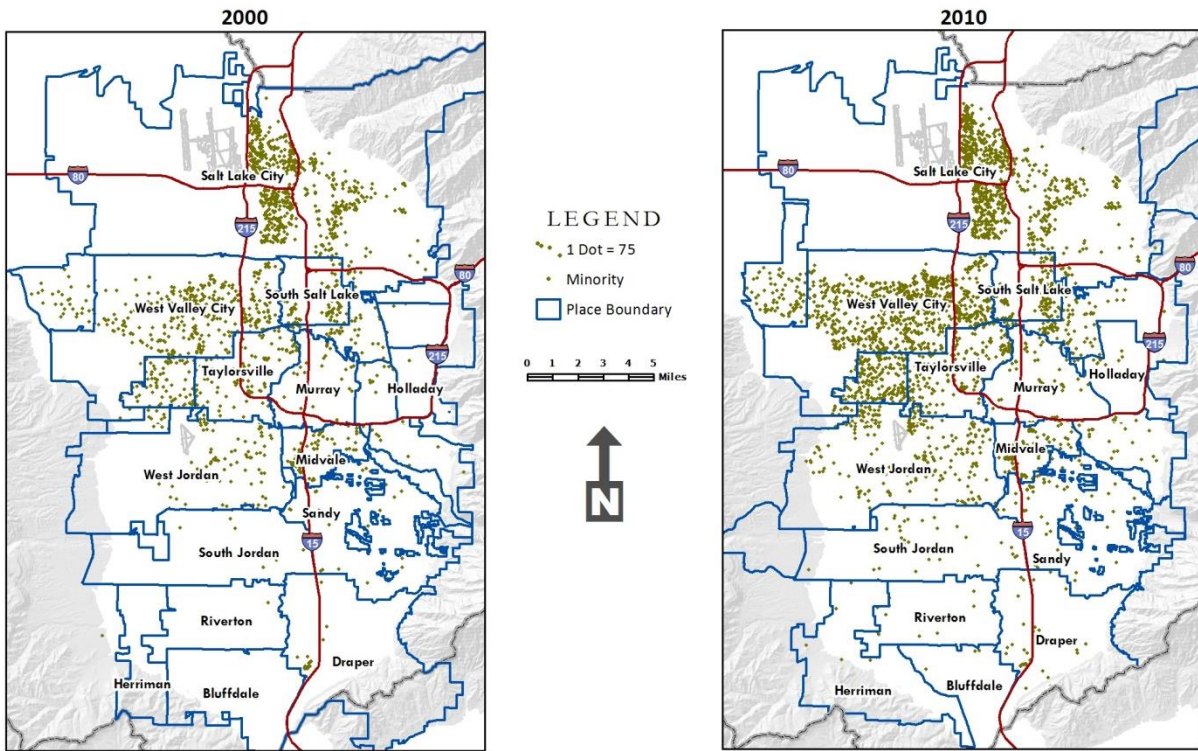 2000
80
Salt Lake City
215
80
West Valley City
South Salt Lake
Taylorsville
Murray
Holladay
215
Midvale
West Jordan
Sandy
15
South Jordan
Riverton
Draper
Herriman
Bluffdale
LEGEND
1 Dot = 75
Minority
Place Boundary
0 1 2 3 4 5
Miles
N
2010
80
Salt Lake City
215
80
West Valley City
South Salt Lake
Taylorsville
Murray
Holladay
215
Midvale
West Jordan
15
South Jordan
Sandy
Riverton
Draper
Herriman
Bluffdale